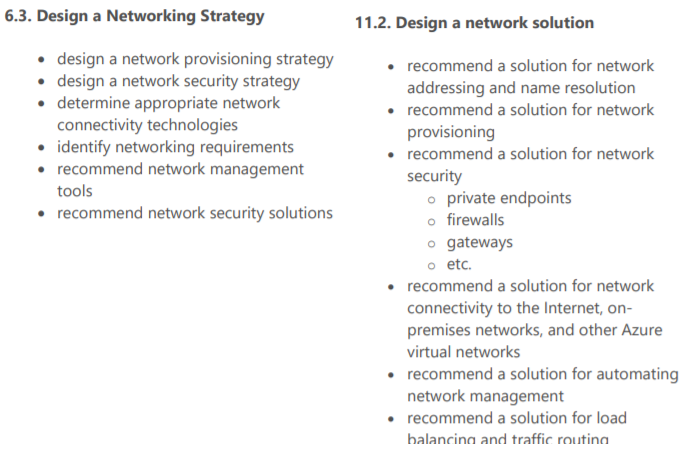 6.3. Design a Networking Strategy
• design a network provisioning strategy
• design a network security strategy
• determine appropriate network
connectivity technologies
• identify networking requirements
• recommend network management
tools
• recommend network security solutions
11.2. Design a network solution
• recommend a solution for network
addressing and name resolution
• recommend a solution for network
provisioning
• recommend a solution for network
security
o private endpoints
o firewalls
o gateways
o etc.
• recommend a solution for network
connectivity to the Internet, on-
premises networks, and other Azure
virtual networks
• recommend a solution for automating
network management
• recommend a solution for load
balancing and traffic routing